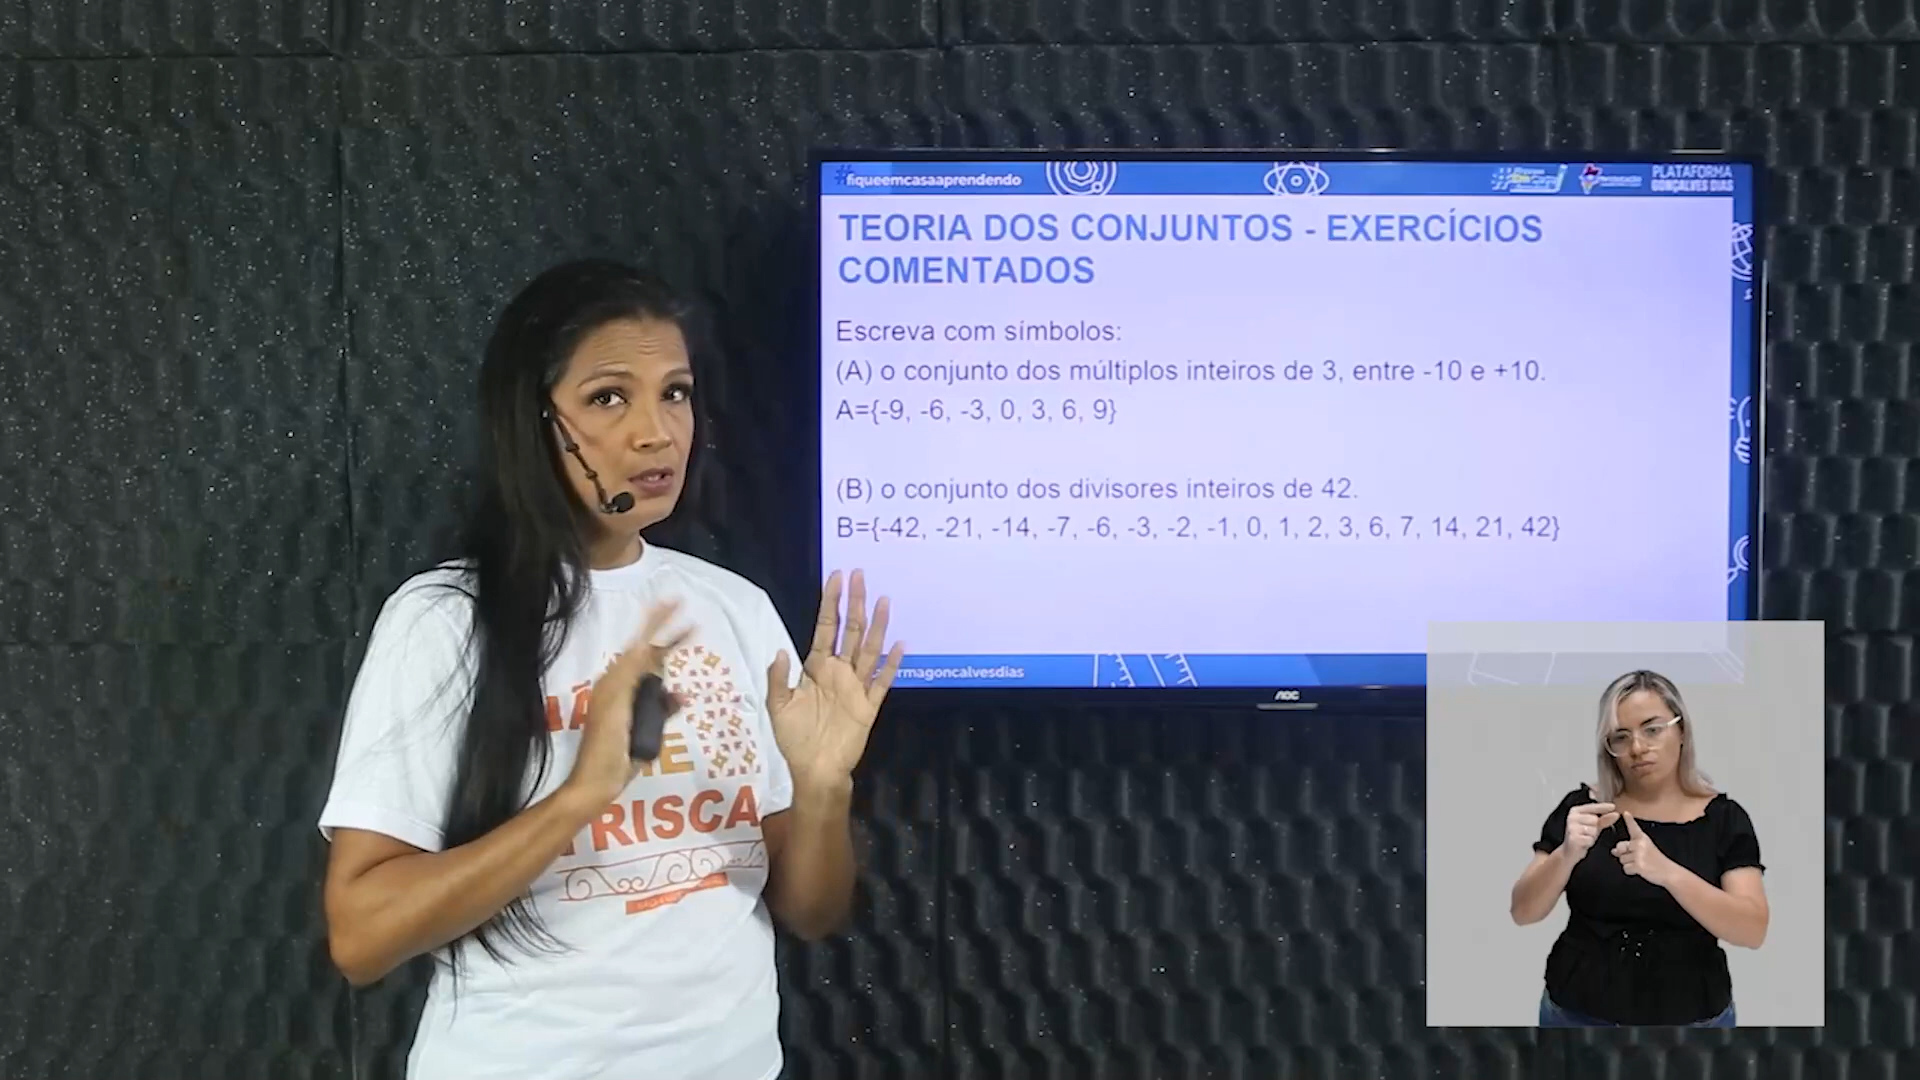 #fiqueemcasaaprendendo
PLATAFORMA
GONÇALVES DIAS
TEORIA DOS CONJUNTOS - EXERCÍCIOS
COMENTADOS
Escreva com símbolos:
(A) o conjunto dos múltiplos inteiros de 3, entre -10 e +10.
A={-9, -6, -3, 0, 3, 6, 9}
(B) o conjunto dos divisores inteiros de 42.
B={-42, -21, -14, -7, -6, -3, -2, -1, 0, 1, 2, 3, 6, 7, 14, 21, 42}
rmagoncalvesdias
AOC
RISCA